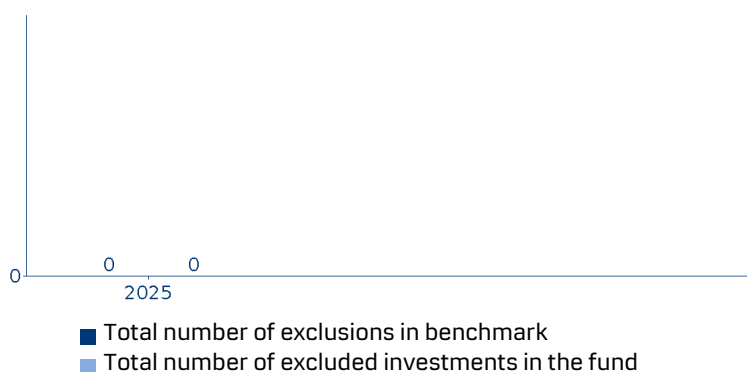 0 0
0
2025
Total number of exclusions in benchmark
Total number of excluded investments in the fund